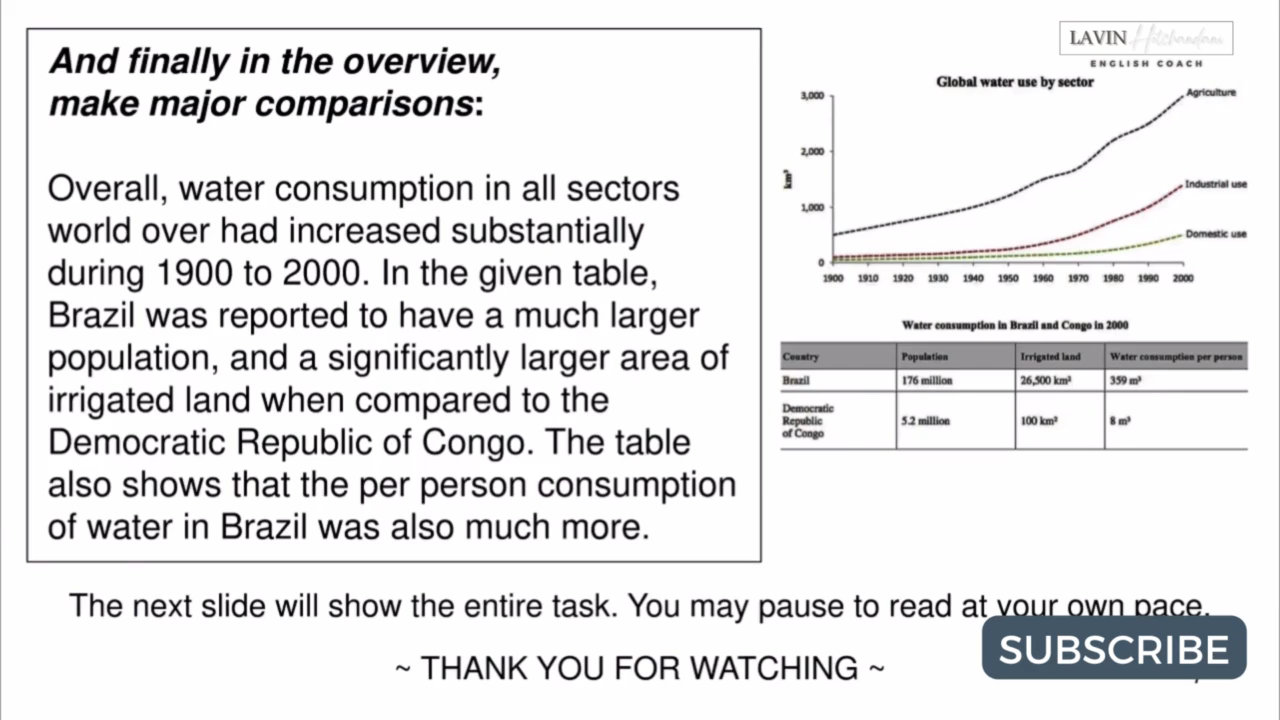 And finally in the overview,
make major comparisons:
Overall, water consumption in all sectors
world over had increased substantially
during 1900 to 2000. In the given table,
Brazil was reported to have a much larger
population, and a significantly larger area of
irrigated land when compared to the
Democratic Republic of Congo. The table
also shows that the per person consumption
of water in Brazil was also much more.
LAVIN Hitchandani
ENGLISH COACH
Global water use by sector
3,000
2,000
1,000
0
km³
Agriculture
Industrial use
Domestic use
1900 1910 1920 1930 1940 1950 1960 1970 1980 1990 2000
Water consumption in Brazil and Congo in 2000
Country Population Irrigated land Water consumption per person
Brazil 176 million 26,500 km² 359 m³
Democratic
Republic 5.2 million 100 km² 8 m³
of Congo
The next slide will show the entire task. You may pause to read at your own pace.
SUBSCRIBE
~ THANK YOU FOR WATCHING ~